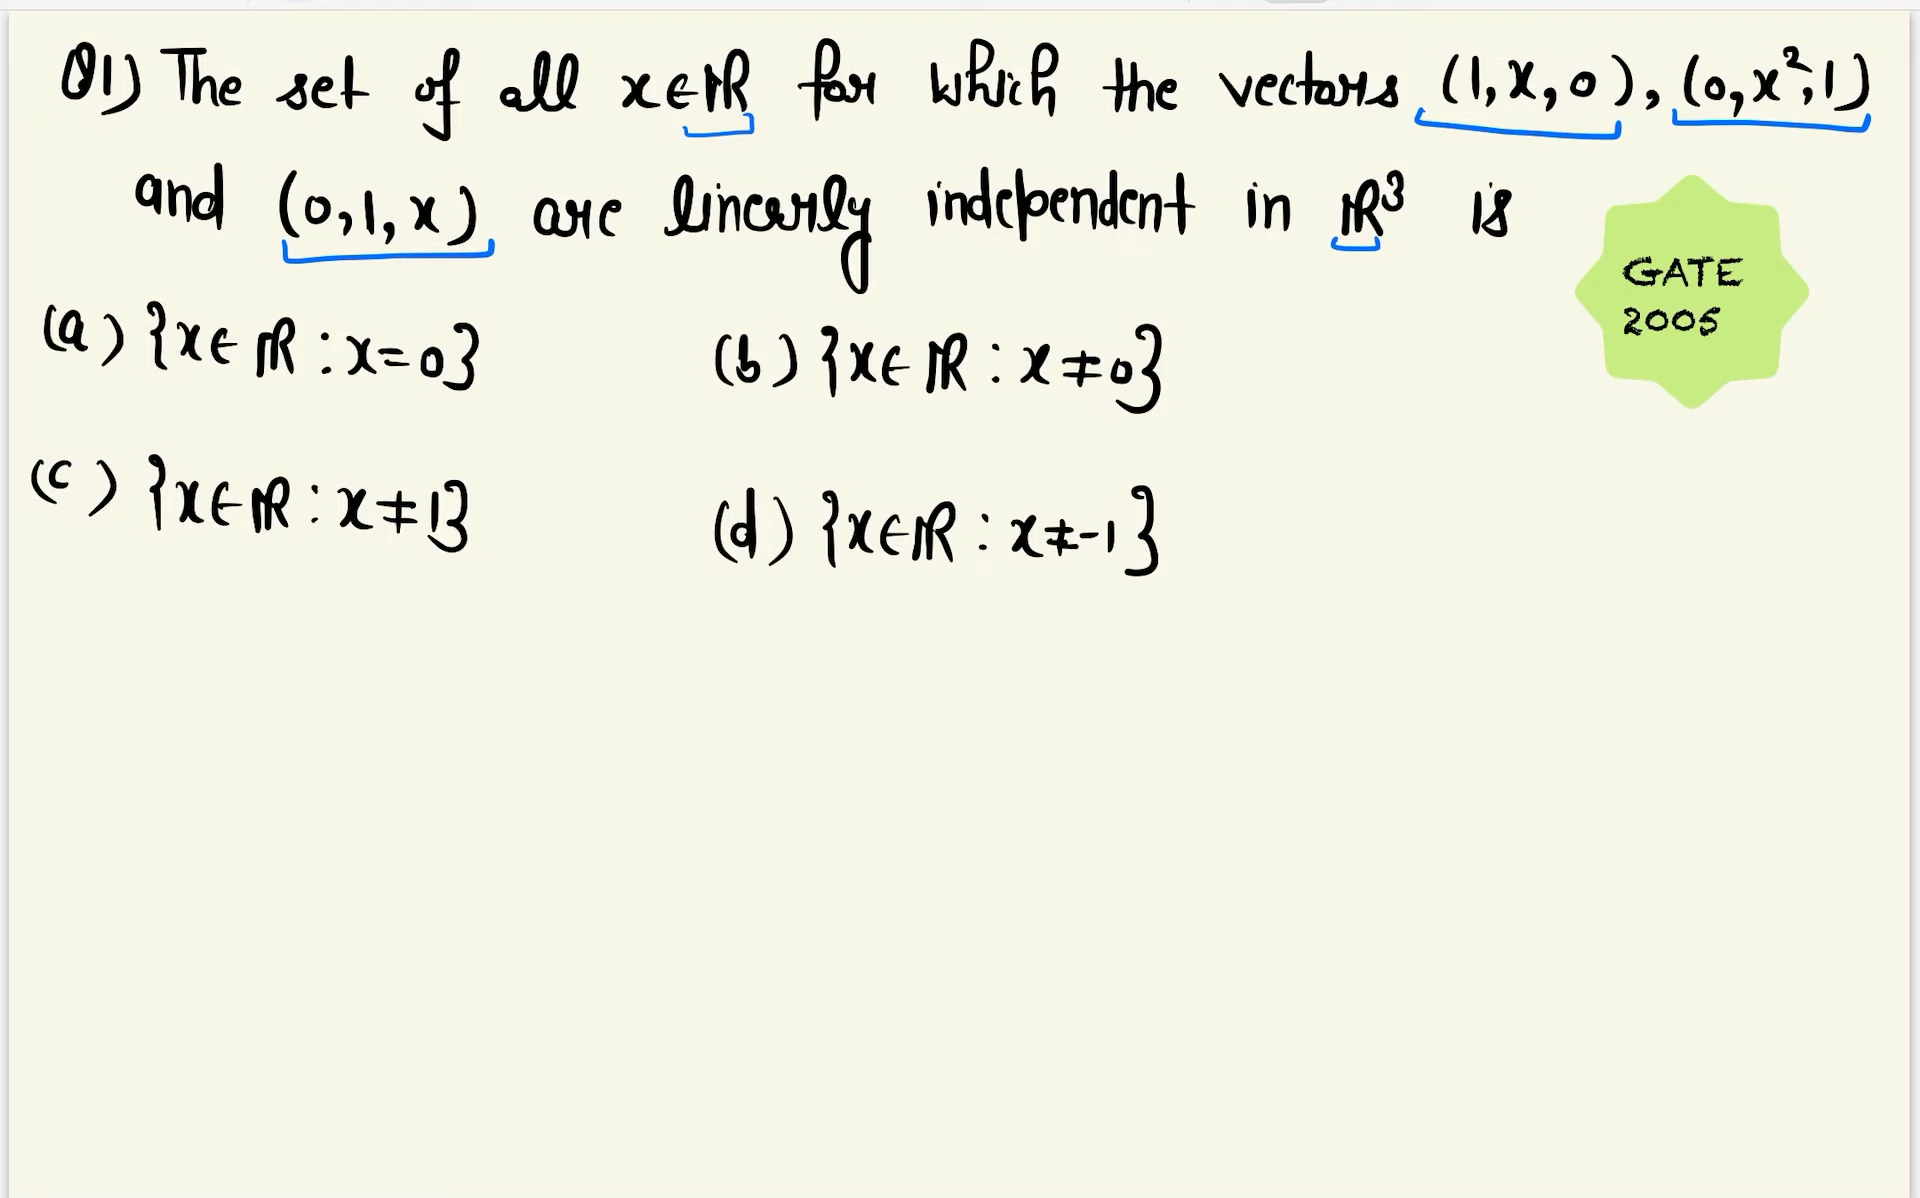 Q1) The set of all x∈ℝ for which the vectors (1,x,0), (0,x²,1)
and (0,1,x) are linearly independent in ℝ³ is
GATE
2005
(a) {x∈ℝ : x=0}
(b) {x∈ℝ : x≠0}
(c) {x∈ℝ : x≠1}
(d) {x∈ℝ : x≠-1}